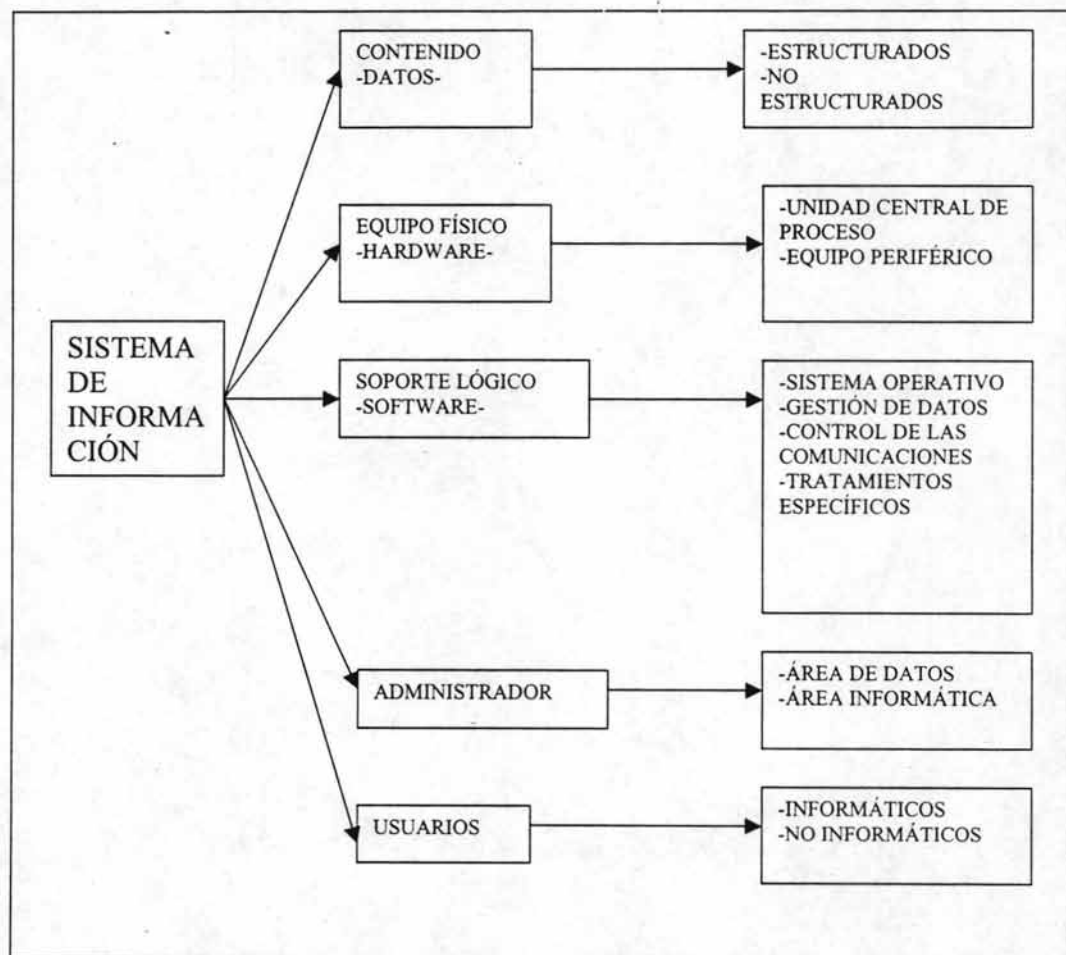 CONTENIDO
-DATOS-
-ESTRUCTURADOS
-NO
ESTRUCTURADOS
EQUIPO FÍSICO
-HARDWARE-
-UNIDAD CENTRAL DE
PROCESO
-EQUIPO PERIFÉRICO
SISTEMA
DE
INFORMA
CIÓN
SOPORTE LÓGICO
-SOFTWARE-
-SISTEMA OPERATIVO
-GESTIÓN DE DATOS
-CONTROL DE LAS
COMUNICACIONES
-TRATAMIENTOS
ESPECÍFICOS
ADMINISTRADOR
-ÁREA DE DATOS
-ÁREA INFORMÁTICA
USUARIOS
-INFORMÁTICOS
-NO INFORMÁTICOS